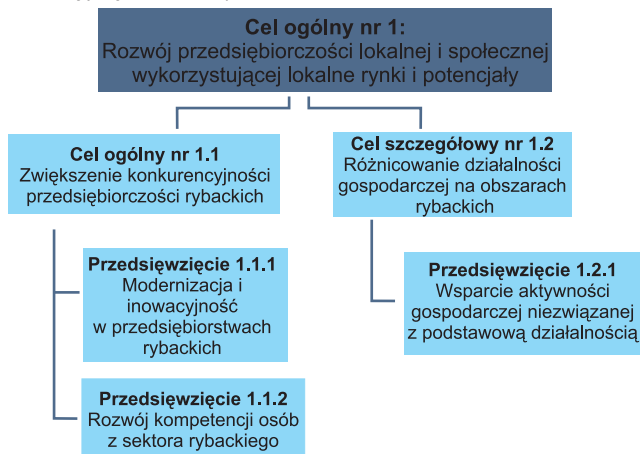 Cel ogólny nr 1:
Rozwój przedsiębiorczości lokalnej i społecznej
wykorzystującej lokalne rynki i potencjały
Cel ogólny nr 1.1
Zwiększenie konkurencyjności
przedsiębiorczości rybackich
Przedsięwzięcie 1.1.1
Modernizacja i
inowacyjność
w przedsiębiorstwach
rybackich
Przedsięwzięcie 1.1.2
Rozwój kompetencji osób
z sektora rybackiego
Cel szczegółowy nr 1.2
Różnicowanie działalności
gospodarczej na obszarach
rybackich
Przedsięwzięcie 1.2.1
Wsparcie aktywności
gospodarczej niezwiązanej
z podstawową działalnością